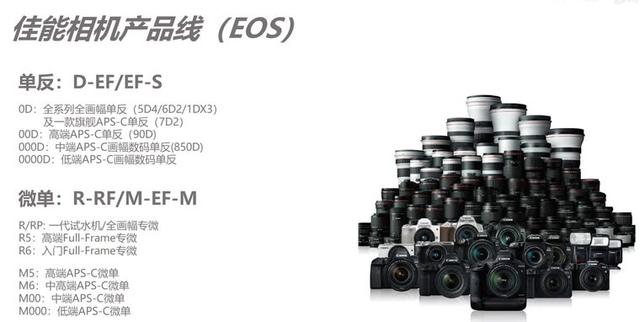 佳能相机产品线（EOS）
单反：D-EF/EF-S
0D：全系列全画幅单反（5D4/6D2/1DX3）
及一款旗舰APS-C单反（7D2）
00D：高端APS-C单反（90D）
000D：中端APS-C画幅数码单反(850D)
0000D：低端APS-C画幅数码单反
微单：R-RF/M-EF-M
R/RP: 一代试水机/全画幅专微
R5：高端Full-Frame专微
R6：入门Full-Frame专微
M5：高端APS-C微单
M6：中高端APS-C微单
M00：中端APS-C微单
M000：低端APS-C微单